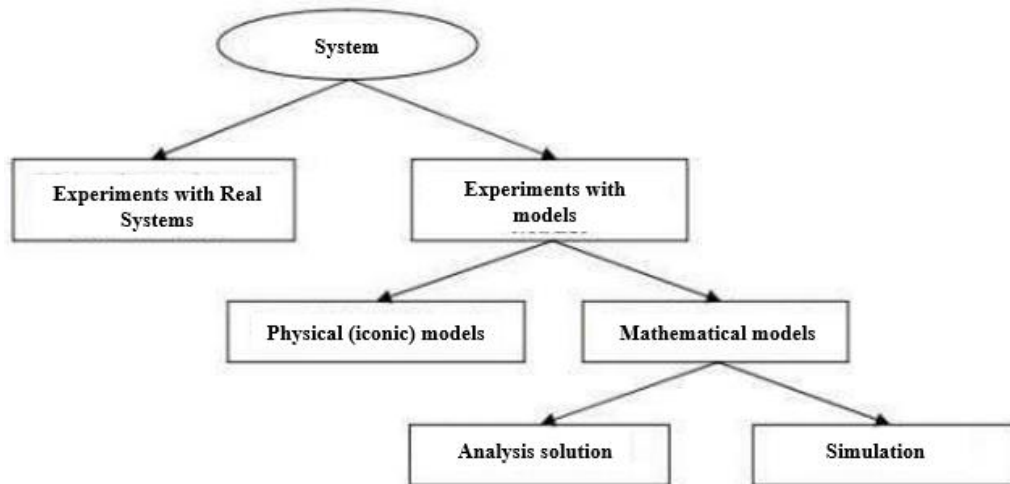 System
Experiments with Real
Systems
Experiments with
models
Physical (iconic) models
Mathematical models
Analysis solution
Simulation